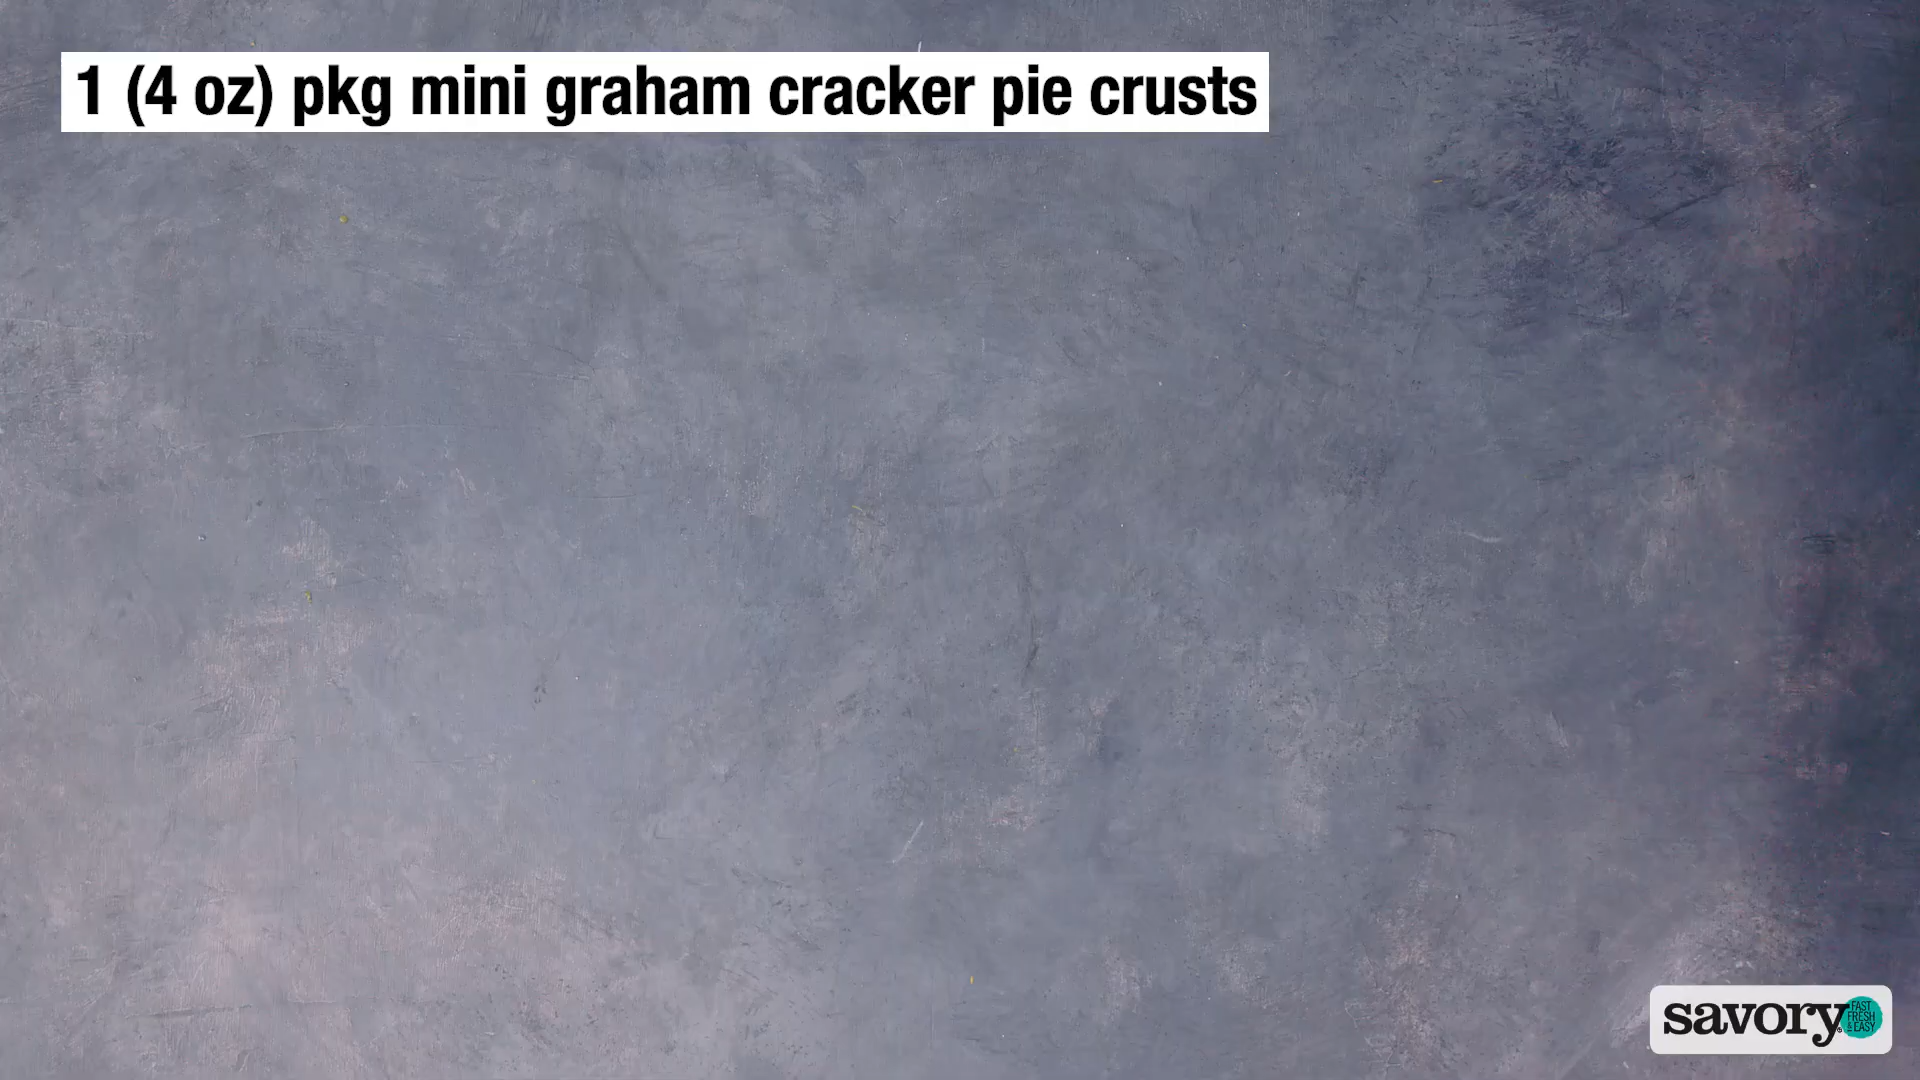 1 (4 oz) pkg mini graham cracker pie crusts
savory
FAST
FRESH
& EASY